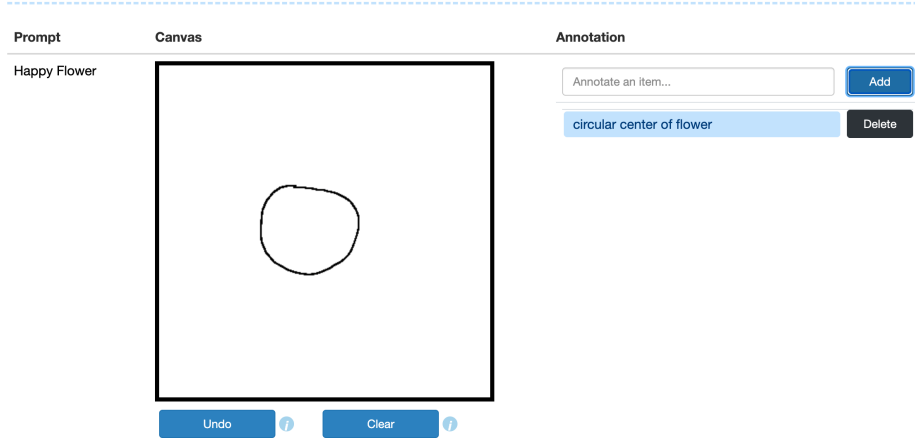 Prompt Canvas Annotation
Happy Flower
Annotate an item... Add
circular center of flower Delete
Undo i Clear i